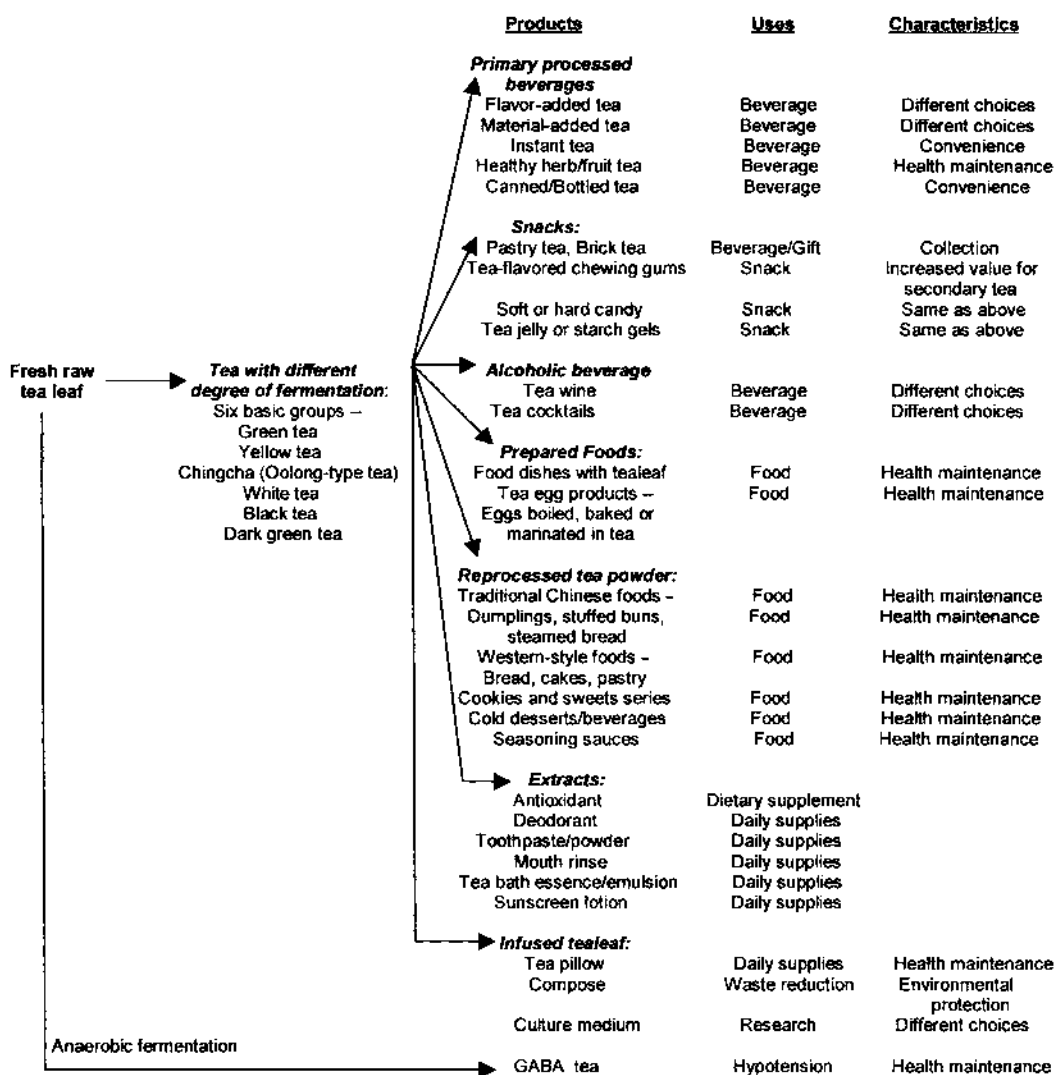 Products Uses Characteristics
Primary processed
beverages
Flavor-added tea Beverage Different choices
Material-added tea Beverage Different choices
Instant tea Beverage Convenience
Healthy herb/fruit tea Beverage Health maintenance
Canned/Bottled tea Beverage Convenience
Snacks:
Pastry tea, Brick tea Beverage/Gift Collection
Tea-flavored chewing gums Snack Increased value for
secondary tea
Soft or hard candy Snack Same as above
Tea jelly or starch gels Snack Same as above
Fresh raw
tea leaf
Tea with different
degree of fermentation:
Six basic groups –
Green tea
Yellow tea
Chingcha (Oolong-type tea)
White tea
Black tea
Dark green tea
Alcoholic beverage
Tea wine Beverage Different choices
Tea cocktails Beverage Different choices
Prepared Foods:
Food dishes with tealeaf Food Health maintenance
Tea egg products – Food Health maintenance
Eggs boiled, baked or
marinated in tea
Reprocessed tea powder:
Traditional Chinese foods – Food Health maintenance
Dumplings, stuffed buns, Food Health maintenance
steamed bread
Western-style foods – Food Health maintenance
Bread, cakes, pastry
Cookies and sweets series Food Health maintenance
Cold desserts/beverages Food Health maintenance
Seasoning sauces Food Health maintenance
Extracts:
Antioxidant Dietary supplement
Deodorant Daily supplies
Toothpaste/powder Daily supplies
Mouth rinse Daily supplies
Tea bath essence/emulsion Daily supplies
Sunscreen lotion Daily supplies
Infused tealeaf:
Tea pillow Daily supplies Health maintenance
Compose Waste reduction Environmental
protection
Culture medium Research Different choices
Anaerobic fermentation
GABA tea Hypotension Health maintenance